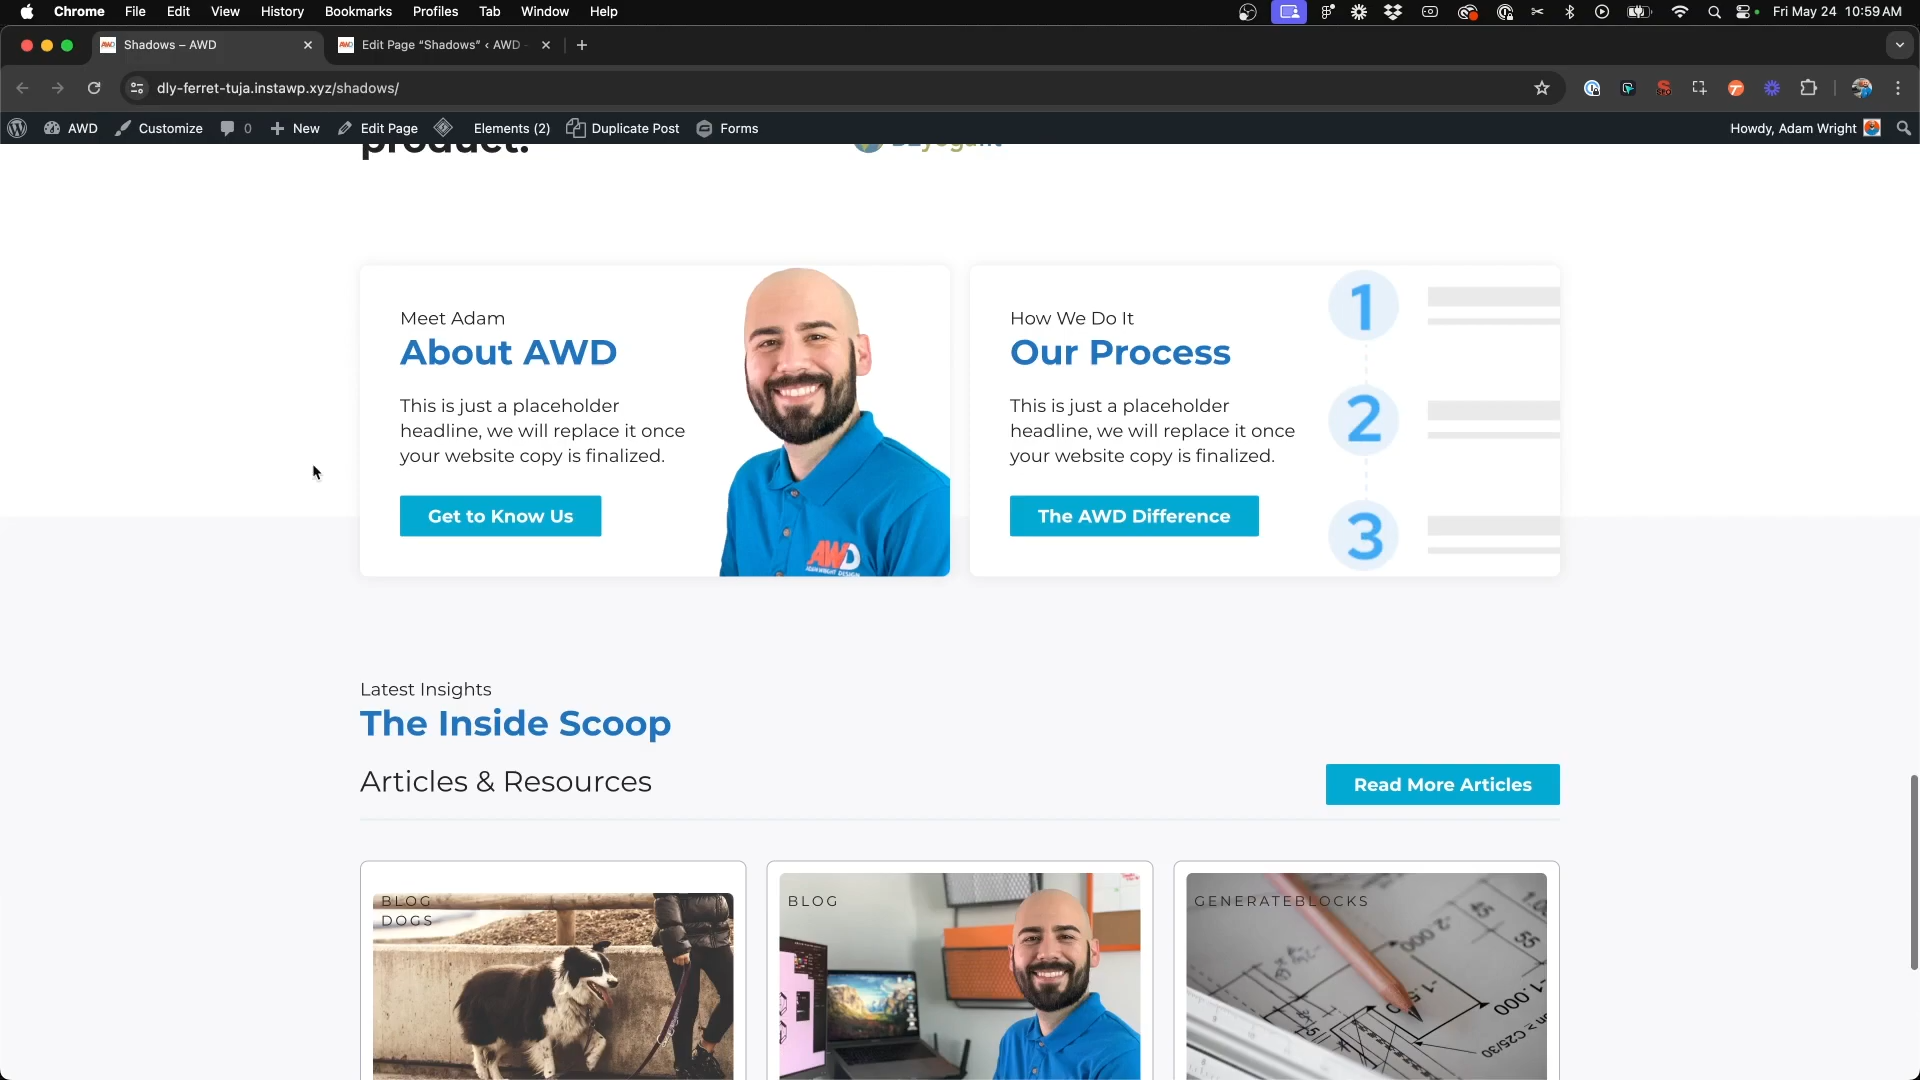 Chrome File Edit View History Bookmarks Profiles Tab Window Help Fri May 24 10:59 AM
Shadows – AWD Edit Page “Shadows” ‹ AWD
dly-ferret-tuja.instawp.xyz/shadows/
AWD Customize 0 New Edit Page Elements (2) Duplicate Post Forms Howdy, Adam Wright
product.
Meet Adam
About AWD
This is just a placeholder
headline, we will replace it once
your website copy is finalized.
Get to Know Us
AWD
ADAM WRIGHT DESIGN
How We Do It
Our Process
This is just a placeholder
headline, we will replace it once
your website copy is finalized.
The AWD Difference
1
2
3
Latest Insights
The Inside Scoop
Articles & Resources
Read More Articles
BLOG
DOGS
BLOG
GENERATEBLOCKS